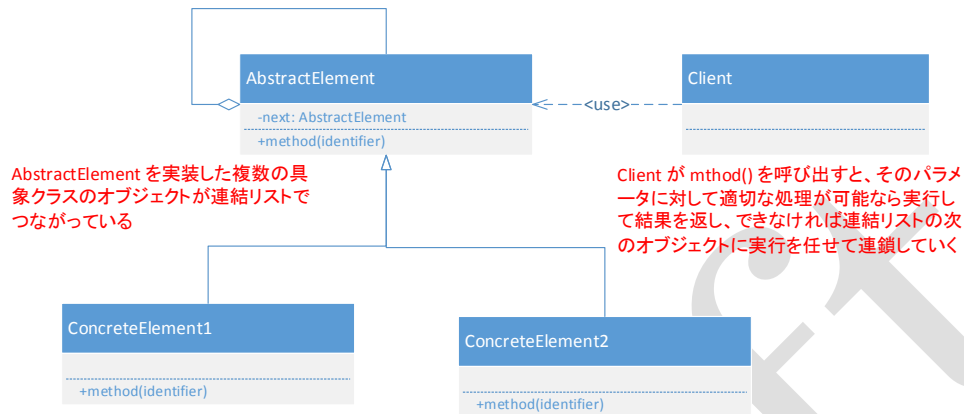 AbstractElement
-next: AbstractElement
+method(identifier)
Client
<use>
AbstractElement を実装した複数の具
象クラスのオブジェクトが連結リストで
つながっている
Client が mthod() を呼び出すと、そのパラメ
ータに対して適切な処理が可能なら実行し
て結果を返し、できなければ連結リストの次
のオブジェクトに実行を任せて連鎖していく
ConcreteElement1
+method(identifier)
ConcreteElement2
+method(identifier)